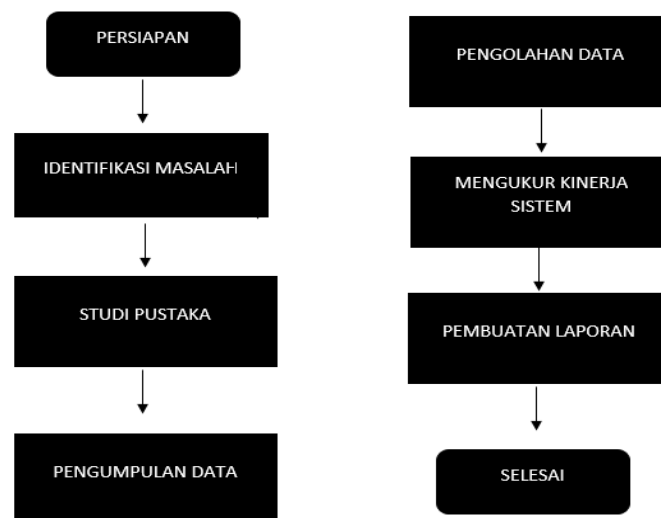 PERSIAPAN
IDENTIFIKASI MASALAH
STUDI PUSTAKA
PENGUMPULAN DATA
PENGOLAHAN DATA
MENGUKUR KINERJA
SISTEM
PEMBUATAN LAPORAN
SELESAI